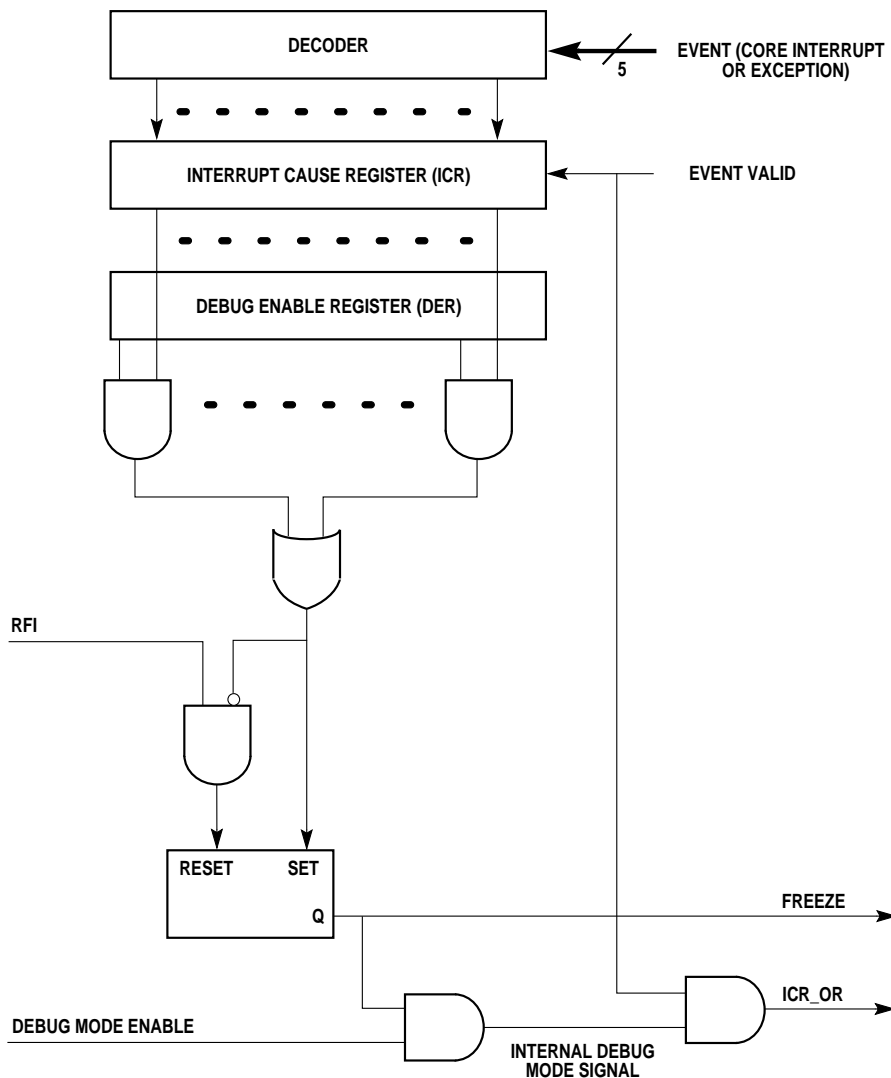 DECODER
EVENT (CORE INTERRUPT
OR EXCEPTION)
5
INTERRUPT CAUSE REGISTER (ICR)
EVENT VALID
DEBUG ENABLE REGISTER (DER)
RFI
RESET
SET
Q
FREEZE
ICR_OR
DEBUG MODE ENABLE
INTERNAL DEBUG
MODE SIGNAL